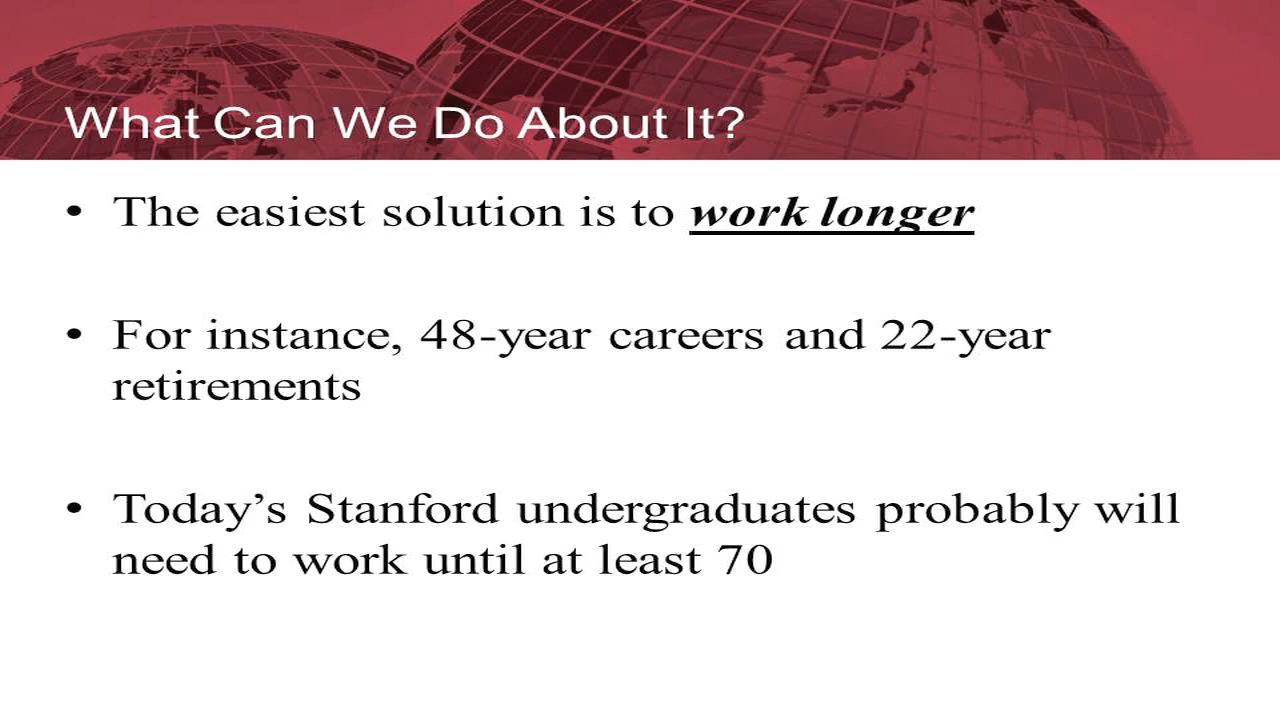 What Can We Do About It?
• The easiest solution is to work longer
• For instance, 48-year careers and 22-year
retirements
• Today’s Stanford undergraduates probably will
need to work until at least 70